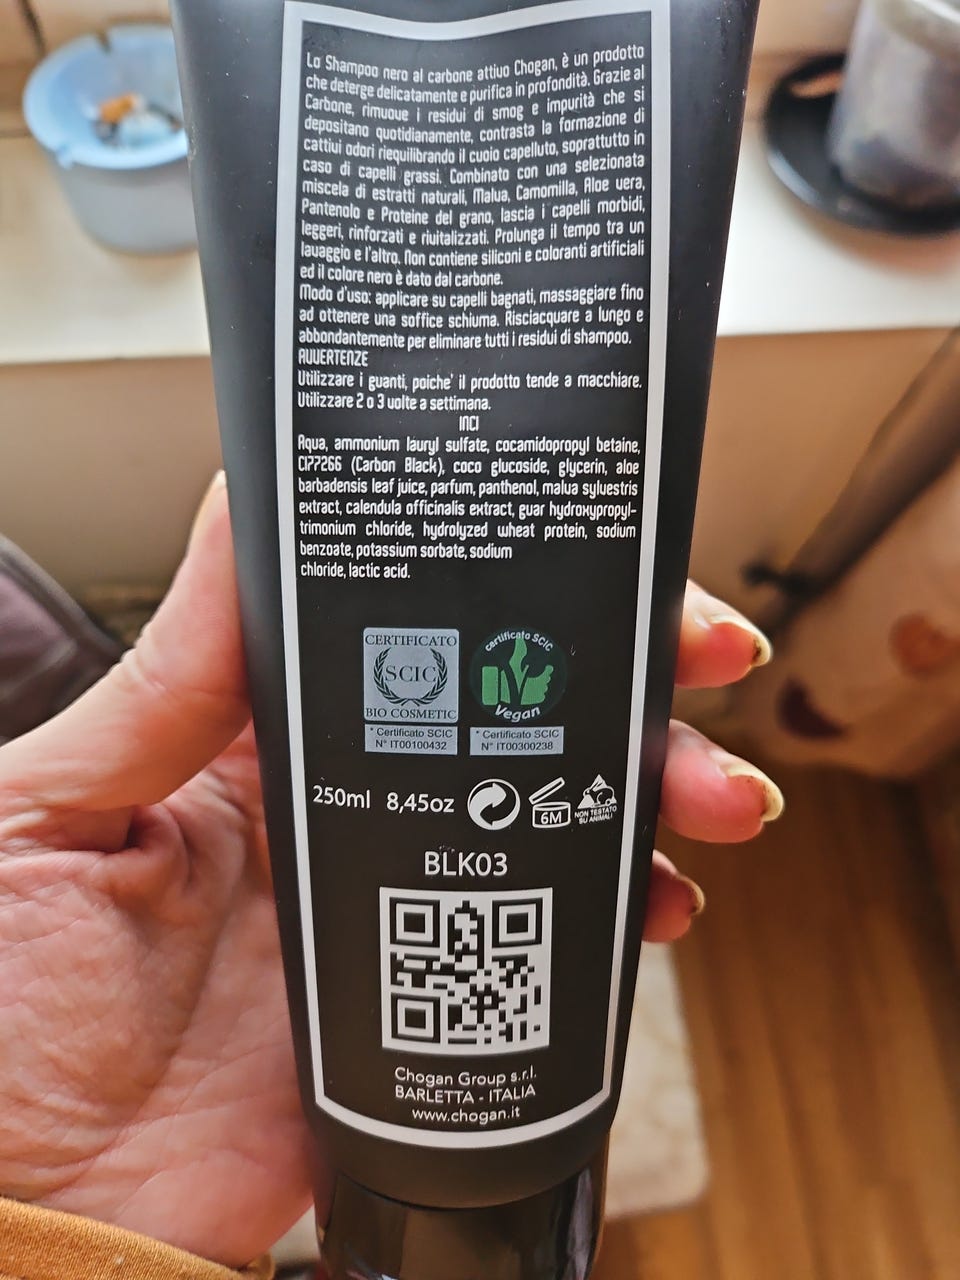 Lo Shampoo nero al carbone attivo Chogan, è un prodotto
che deterge delicatamente e purifica in profondità. Grazie al
Carbone, rimuove i residui di smog e impurità che si
depositano quotidianamente, contrasta la formazione di
cattivi odori riequilibrando il cuoio capelluto, soprattutto in
caso di capelli grassi. Combinato con una selezionata
miscela di estratti naturali, Malva, Camomilla, Aloe vera,
Pantenolo e Proteine del grano, lascia i capelli morbidi,
leggeri, rinforzati e rivitalizzati. Prolunga il tempo tra un
lavaggio e l'altro. Non contiene siliconi e coloranti artificiali
ed il colore nero è dato dal carbone.
Modo d'uso: applicare su capelli bagnati, massaggiare fino
ad ottenere una soffice schiuma. Risciacquare a lungo e
abbondantemente per eliminare tutti i residui di shampoo.
AVVERTENZE
Utilizzare i guanti, poiche' il prodotto tende a macchiare.
Utilizzare 2 o 3 volte a settimana.
INCI
Aqua, ammonium lauryl sulfate, cocamidopropyl betaine,
CI77266 (Carbon Black), coco glucoside, glycerin, aloe
barbadensis leaf juice, parfum, panthenol, malva sylvestris
extract, calendula officinalis extract, guar hydroxypropyl-
trimonium chloride, hydrolyzed wheat protein, sodium
benzoate, potassium sorbate, sodium
chloride, lactic acid.
CERTIFICATO
SCIC
BIO COSMETIC
* Certificato SCIC
N° IT00100432
certificato SCIC
Vegan
* Certificato SCIC
N° IT00300238
250ml 8,45oz
6M
NON TESTATO
SU ANIMALI
BLK03
Chogan Group s.r.l.
BARLETTA - ITALIA
www.chogan.it